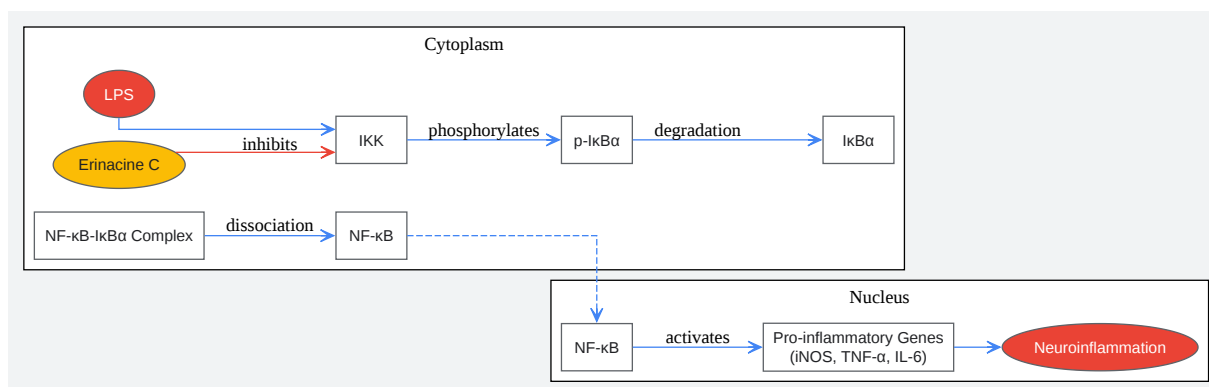 Cytoplasm
LPS
Erinacine C
inhibits
IKK
phosphorylates
p-IκBα
degradation
IκBα
NF-κB-IκBα Complex
dissociation
NF-κB
Nucleus
NF-κB
activates
Pro-inflammatory Genes
(iNOS, TNF-α, IL-6)
Neuroinflammation